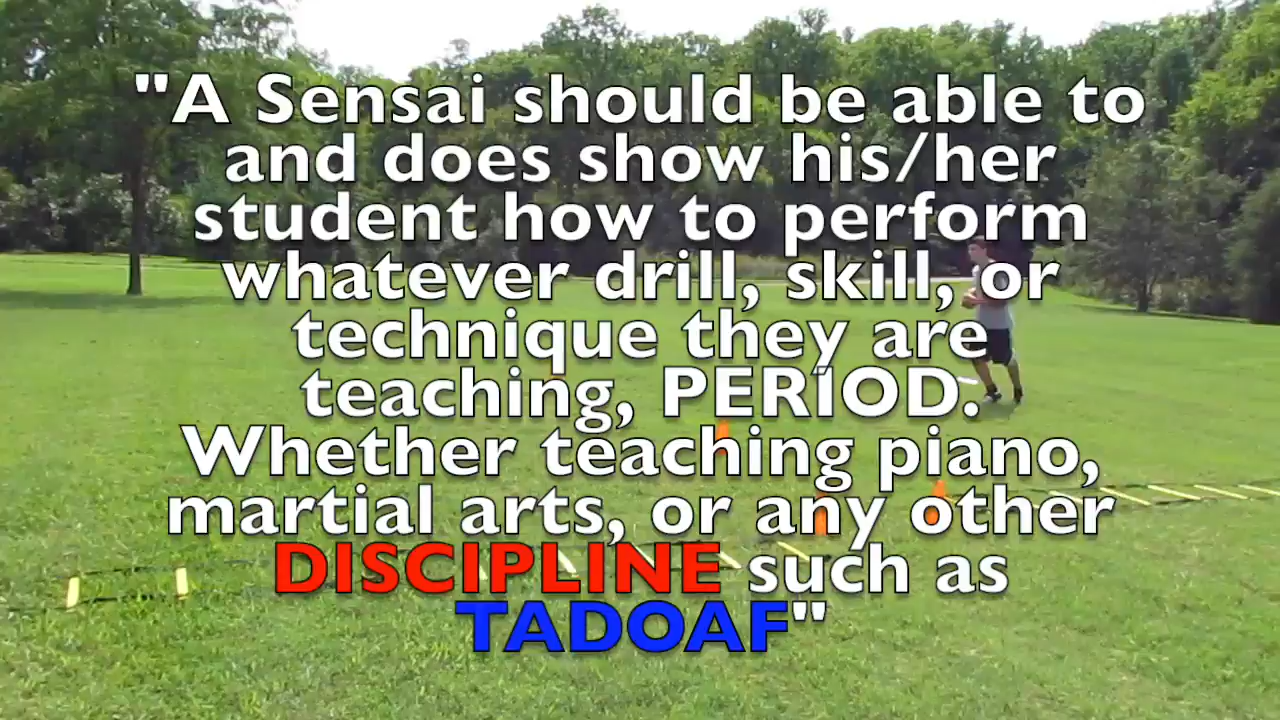 "A Sensai should be able to
and does show his/her
student how to perform
whatever drill, skill, or
technique they are
teaching, PERIOD.
Whether teaching piano,
martial arts, or any other
DISCIPLINE such as
TADOAF"